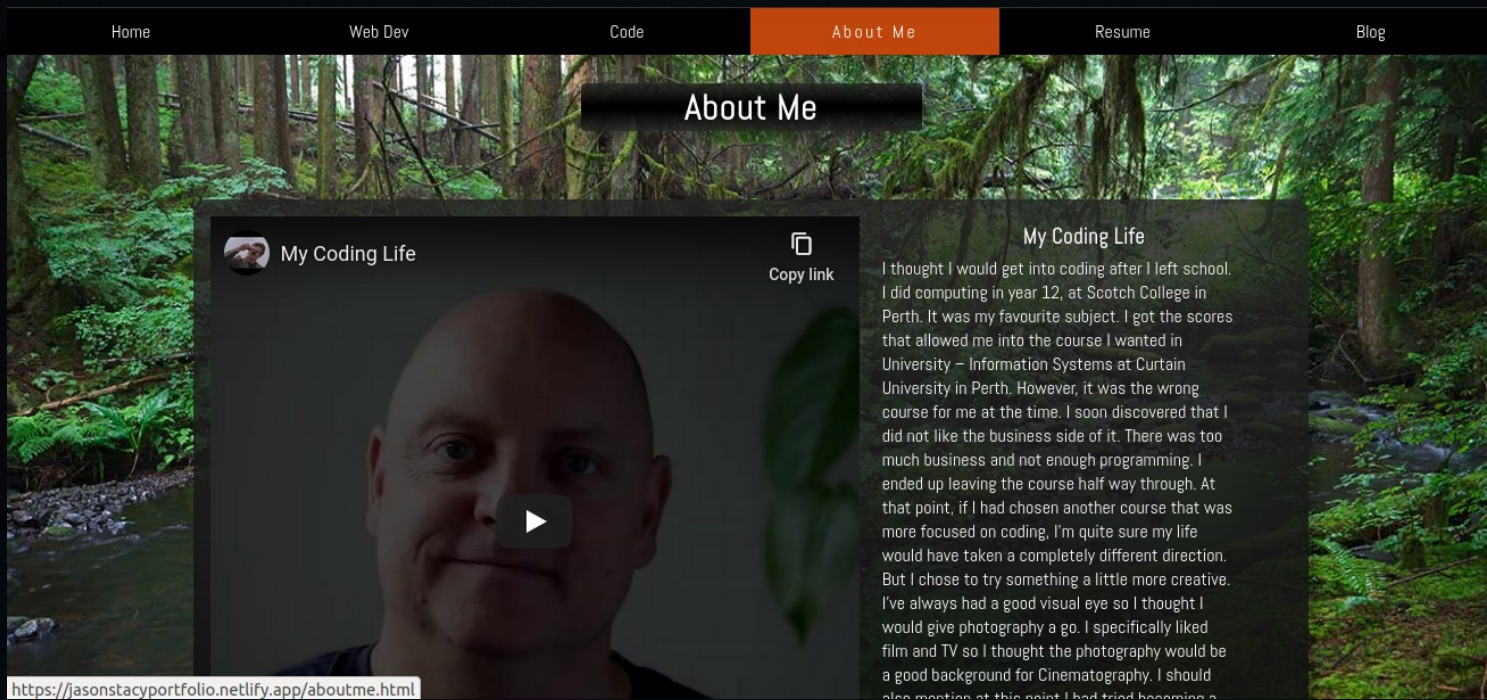 Home Web Dev Code About Me Resume Blog
About Me
My Coding Life
Copy link
My Coding Life
I thought I would get into coding after I left school.
I did computing in year 12, at Scotch College in
Perth. It was my favourite subject. I got the scores
that allowed me into the course I wanted in
University – Information Systems at Curtain
University in Perth. However, it was the wrong
course for me at the time. I soon discovered that I
did not like the business side of it. There was too
much business and not enough programming. I
ended up leaving the course half way through. At
that point, if I had chosen another course that was
more focused on coding, I'm quite sure my life
would have taken a completely different direction.
But I chose to try something a little more creative.
I've always had a good visual eye so I thought I
would give photography a go. I specifically liked
film and TV so I thought the photography would be
a good background for Cinematography. I should
also mention at this point I had tried becoming a
https://jasonstacyportfolio.netlify.app/aboutme.html